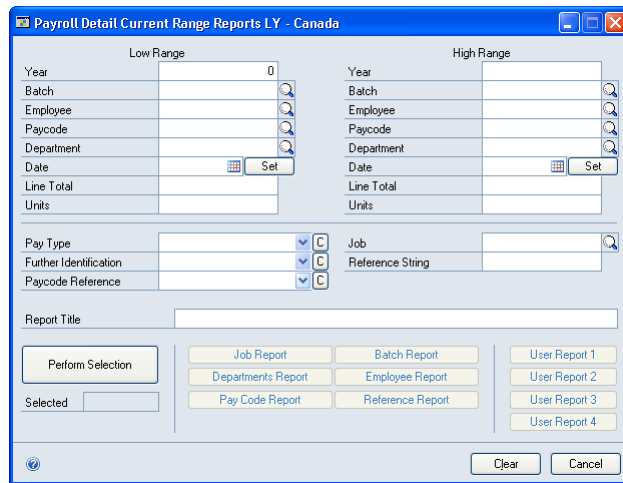 Payroll Detail Current Range Reports LY - Canada
Low Range High Range
Year 0 Year
Batch Batch
Employee Employee
Paycode Paycode
Department Department
Date Set Date Set
Line Total Line Total
Units Units
Pay Type C Job
Further Identification C Reference String
Paycode Reference C
Report Title
Perform Selection
Selected
Job Report Batch Report User Report 1
Departments Report Employee Report User Report 2
Pay Code Report Reference Report User Report 3
User Report 4
Clear Cancel